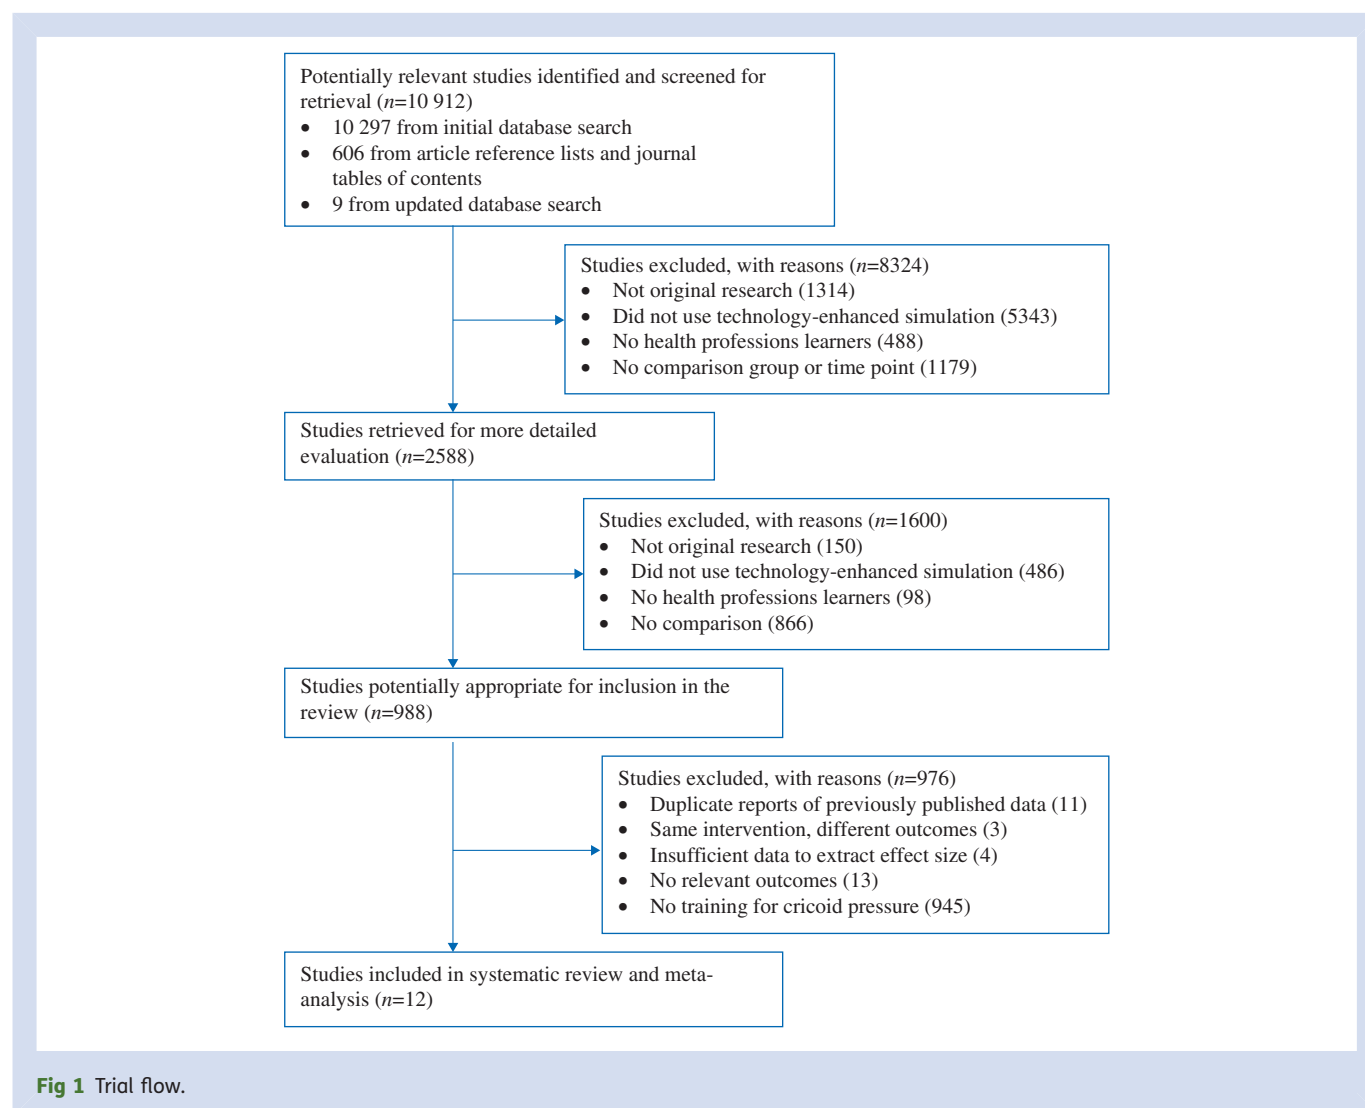 Potentially relevant studies identified and screened for
retrieval (n=10 912)
• 10 297 from initial database search
• 606 from article reference lists and journal
tables of contents
• 9 from updated database search
Studies excluded, with reasons (n=8324)
• Not original research (1314)
• Did not use technology-enhanced simulation (5343)
• No health professions learners (488)
• No comparison group or time point (1179)
Studies retrieved for more detailed
evaluation (n=2588)
Studies excluded, with reasons (n=1600)
• Not original research (150)
• Did not use technology-enhanced simulation (486)
• No health professions learners (98)
• No comparison (866)
Studies potentially appropriate for inclusion in the
review (n=988)
Studies excluded, with reasons (n=976)
• Duplicate reports of previously published data (11)
• Same intervention, different outcomes (3)
• Insufficient data to extract effect size (4)
• No relevant outcomes (13)
• No training for cricoid pressure (945)
Studies included in systematic review and meta-
analysis (n=12)
Fig 1 Trial flow.